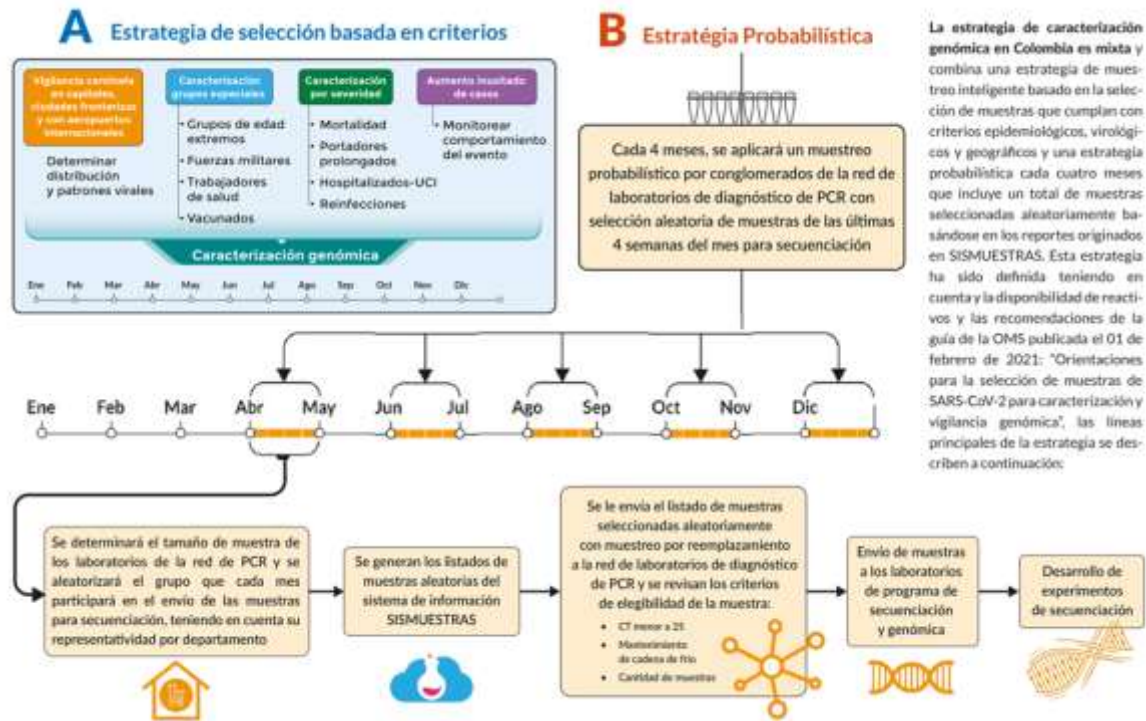 A Estrategia de selección basada en criterios
Vigilancia centinela
en capitales,
ciudades fronterizas
y con aeropuertos
internacionales
Determinar
distribución
y patrones virales
Caracterización
grupos especiales
• Grupos de edad
extremos
• Fuerzas militares
• Trabajadores
de salud
• Vacunados
Caracterización
por severidad
• Mortalidad
• Portadores
prolongados
• Hospitalizados-UCI
• Reinfecciones
Aumento inusitado
de casos
• Monitorear
comportamiento
del evento
Caracterización genómica
Ene Feb Mar Abr May Jun Jul Ago Sep Oct Nov Dic
B Estratégia Probabilística
Cada 4 meses, se aplicará un muestreo
probabilístico por conglomerados de la red de
laboratorios de diagnóstico de PCR con
selección aleatoria de muestras de las últimas
4 semanas del mes para secuenciación
La estrategia de caracterización
genómica en Colombia es mixta y
combina una estrategia de mues-
treo inteligente basado en la selec-
ción de muestras que cumplan con
criterios epidemiológicos, virológi-
cos y geográficos y una estrategia
probabilística cada cuatro meses
que incluye un total de muestras
seleccionadas aleatoriamente ba-
sándose en los reportes originados
en SISMUESTRAS. Esta estrategia
ha sido definida teniendo en
cuenta y la disponibilidad de reacti-
vos y las recomendaciones de la
guía de la OMS publicada el 01 de
febrero de 2021: "Orientaciones
para la selección de muestras de
SARS-CoV-2 para caracterización y
vigilancia genómica", las líneas
principales de la estrategia se des-
criben a continuación:
Ene Feb Mar Abr May Jun Jul Ago Sep Oct Nov Dic
Se determinará el tamaño de muestra de
los laboratorios de la red de PCR y se
aleatorizará el grupo que cada mes
participará en el envío de las muestras
para secuenciación, teniendo en cuenta su
representatividad por departamento
Se generan los listados de
muestras aleatorias del
sistema de información
SISMUESTRAS
Se le envía el listado de muestras
seleccionadas aleatoriamente
con muestreo por reemplazamiento
a la red de laboratorios de diagnóstico
de PCR y se revisan los criterios
de elegibilidad de la muestra:
• CT menor a 25
• Mantenimiento
de cadena de frío
• Cantidad de muestras
Envío de muestras
a los laboratorios
de programa de
secuenciación
y genómica
Desarrollo de
experimentos
de secuenciación